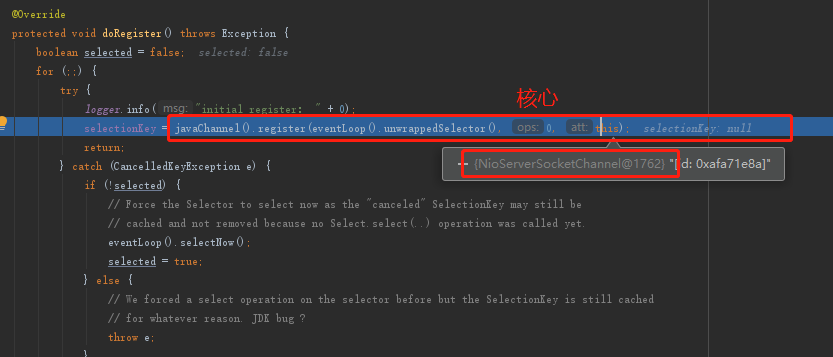 @Override
protected void doRegister() throws Exception {
boolean selected = false; selected: false
for (;;) {
try {
核心
logger.info( msg: "initial register: " + 0);
selectionKey = javaChannel().register(eventLoop().unwrappedSelector(), ops: 0, att: this); selectionKey: null
return;
{NioServerSocketChannel@1762} "[id: 0xafa71e8a]"
} catch (CancelledKeyException e) {
if (!selected) {
// Force the Selector to select now as the "canceled" SelectionKey may still be
// cached and not removed because no Select.select(..) operation was called yet.
eventLoop().selectNow();
selected = true;
} else {
// We forced a select operation on the selector before but the SelectionKey is still cached
// for whatever reason. JDK bug ?
throw e;
}